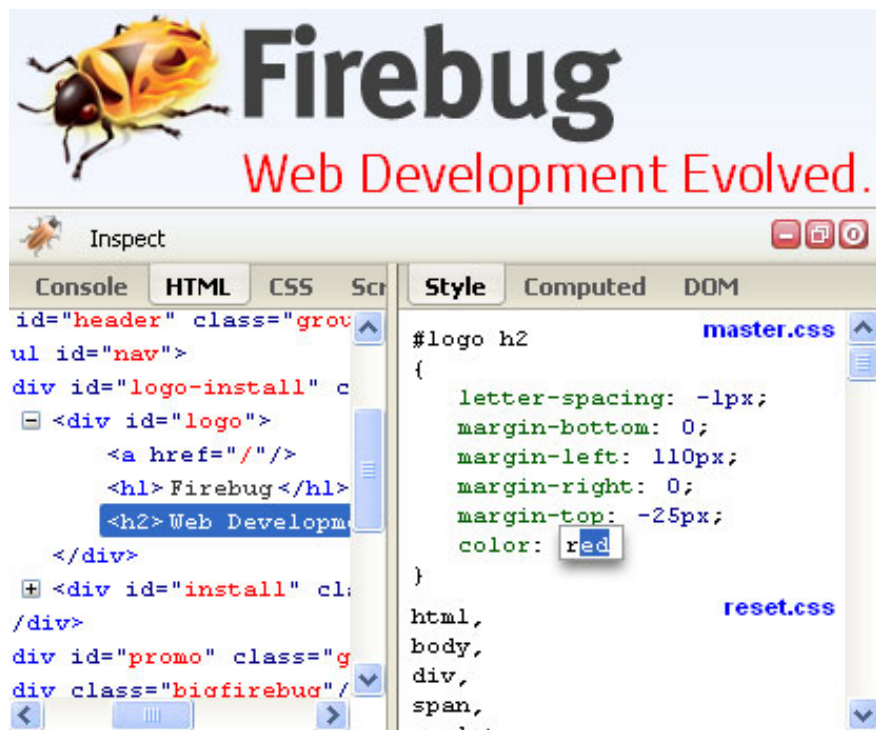 Firebug
Web Development Evolved.
Inspect
Console HTML CSS Scr
Style Computed DOM
id="header" class="grou
ul id="nav">
div id="logo-install" c
<div id="logo">
<a href="/"/>
<h1>Firebug</h1>
<h2>Web Developm
</div>
<div id="install" cl
/div>
div id="promo" class="g
div class="bigfirebug"/
master.css
#logo h2
{
letter-spacing: -1px;
margin-bottom: 0;
margin-left: 110px;
margin-right: 0;
margin-top: -25px;
color: red
}
reset.css
html,
body,
div,
span,